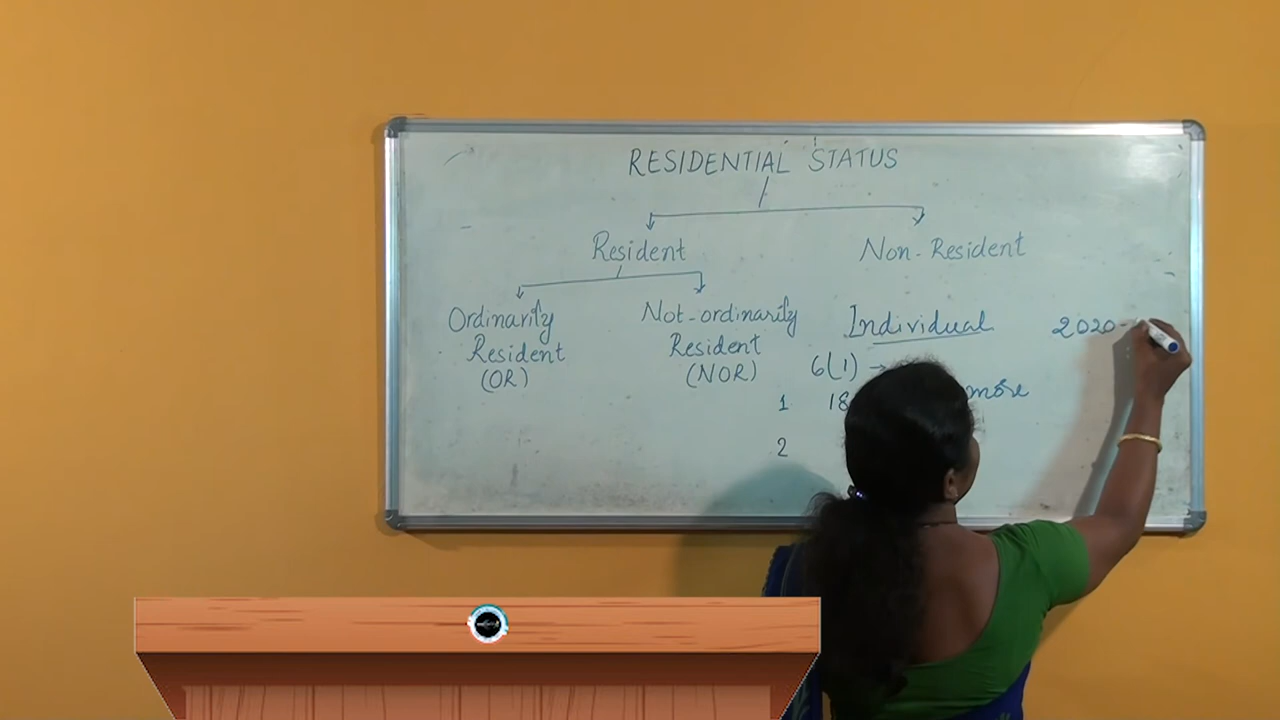 RESIDENTIAL STATUS
Resident
Non-Resident
Ordinarily
Resident
(OR)
Not-ordinarily
Resident
(NOR)
Individual
6(1) →
1 18 more
2
2020-